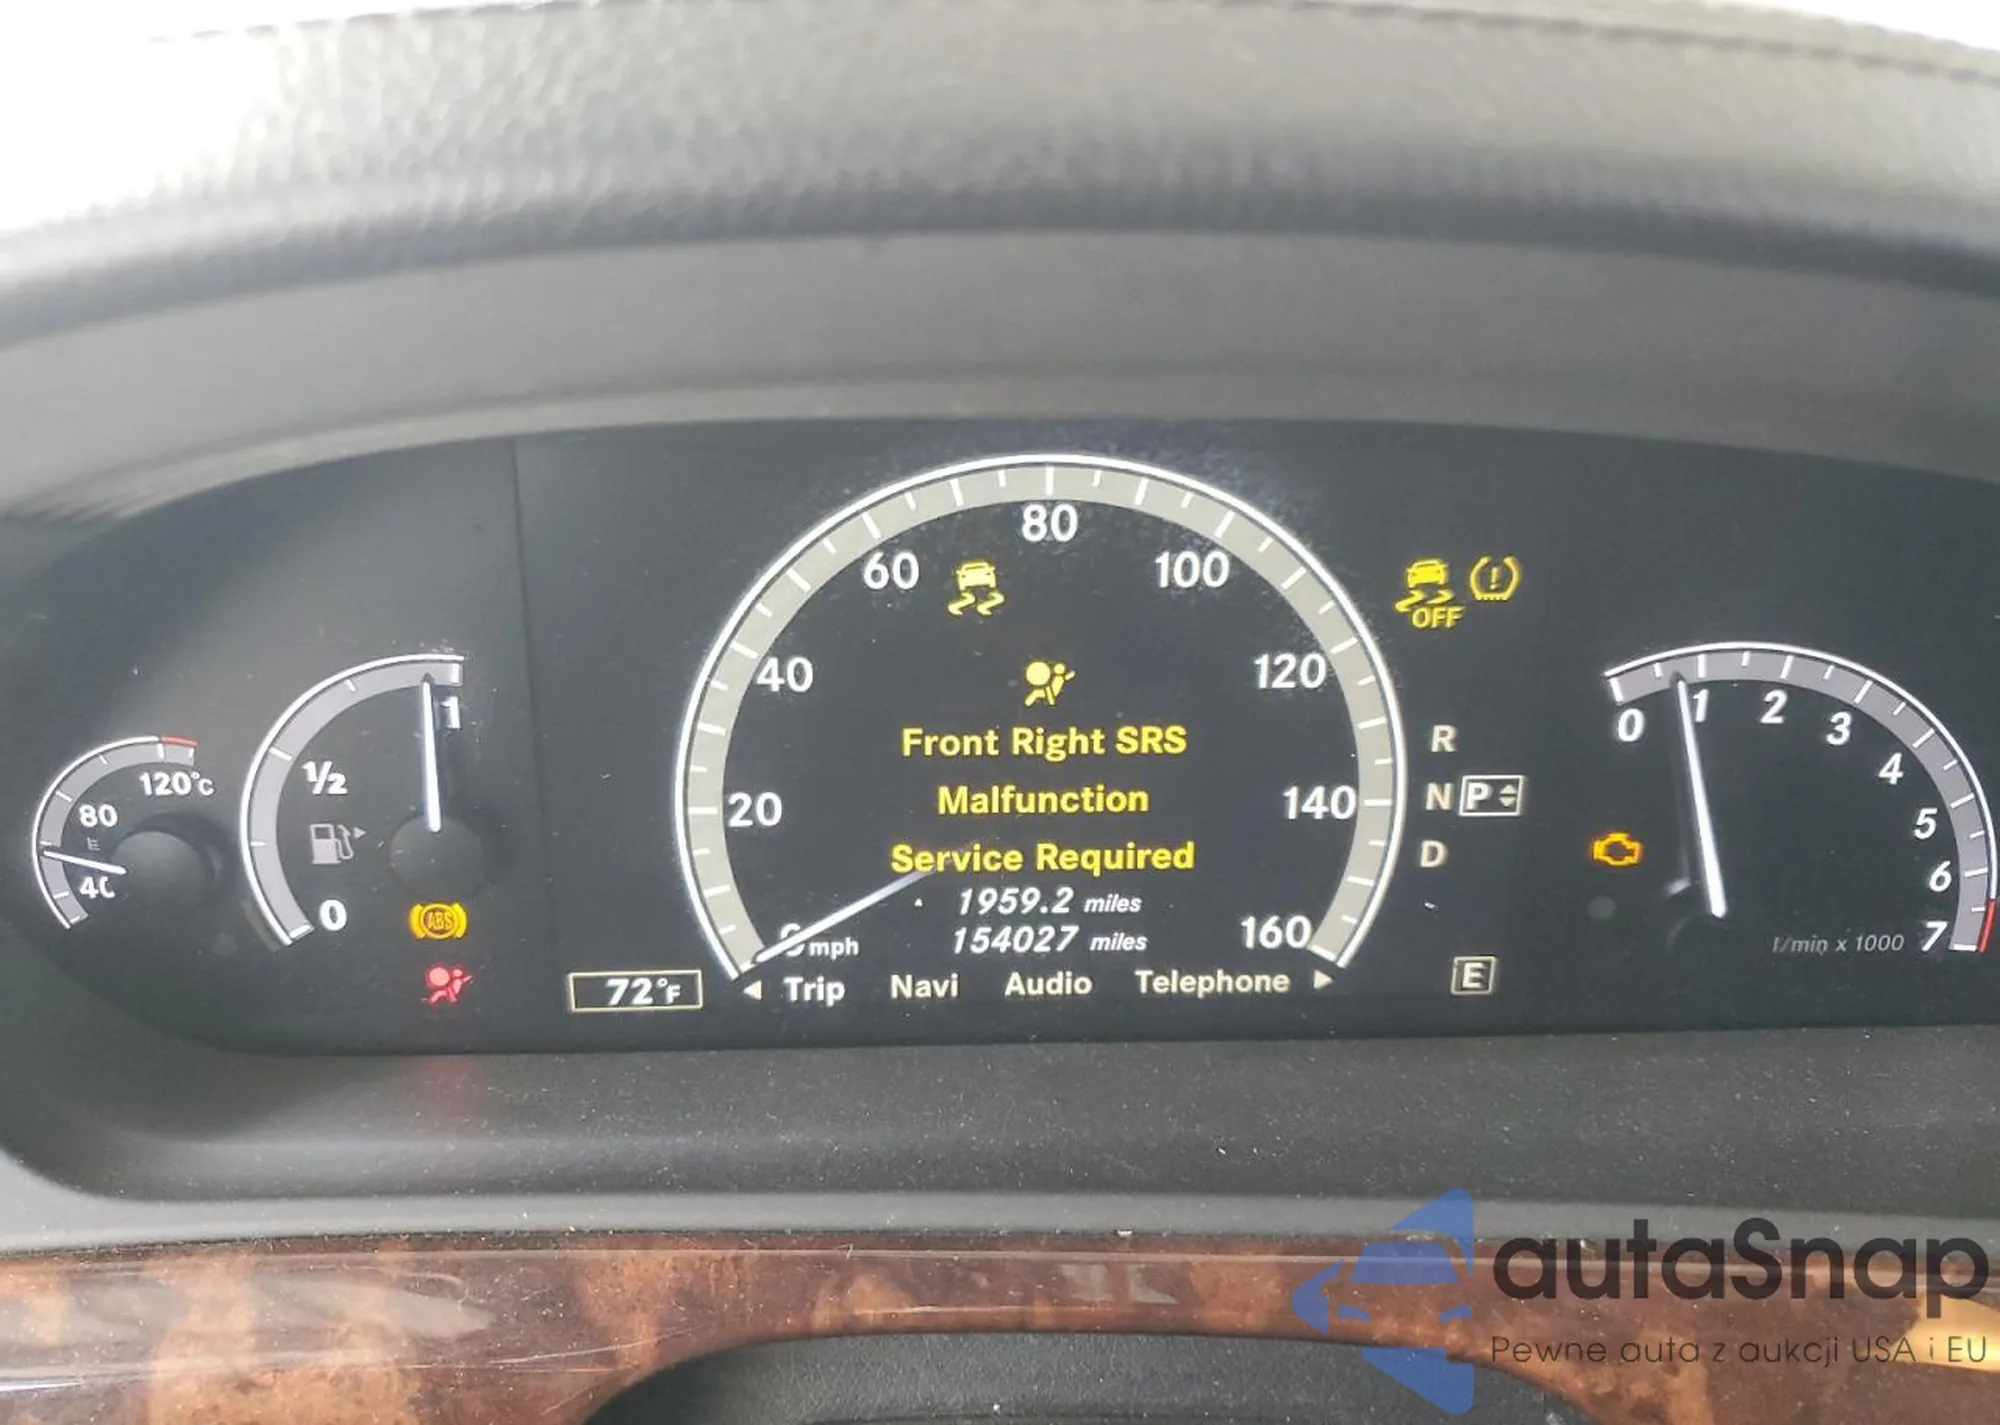 80
60
100
OFF
40
120
1
0
1
2
3
4
5
6
7
120°C
½
80
40
0
ABS
Front Right SRS
Malfunction
Service Required
20
140
R
N P
D
1959.2 miles
154027 miles
0 mph
160
l/min x 1000
72°F
Trip Navi Audio Telephone
E
autaSnap
Pewne auta z aukcji USA i EU